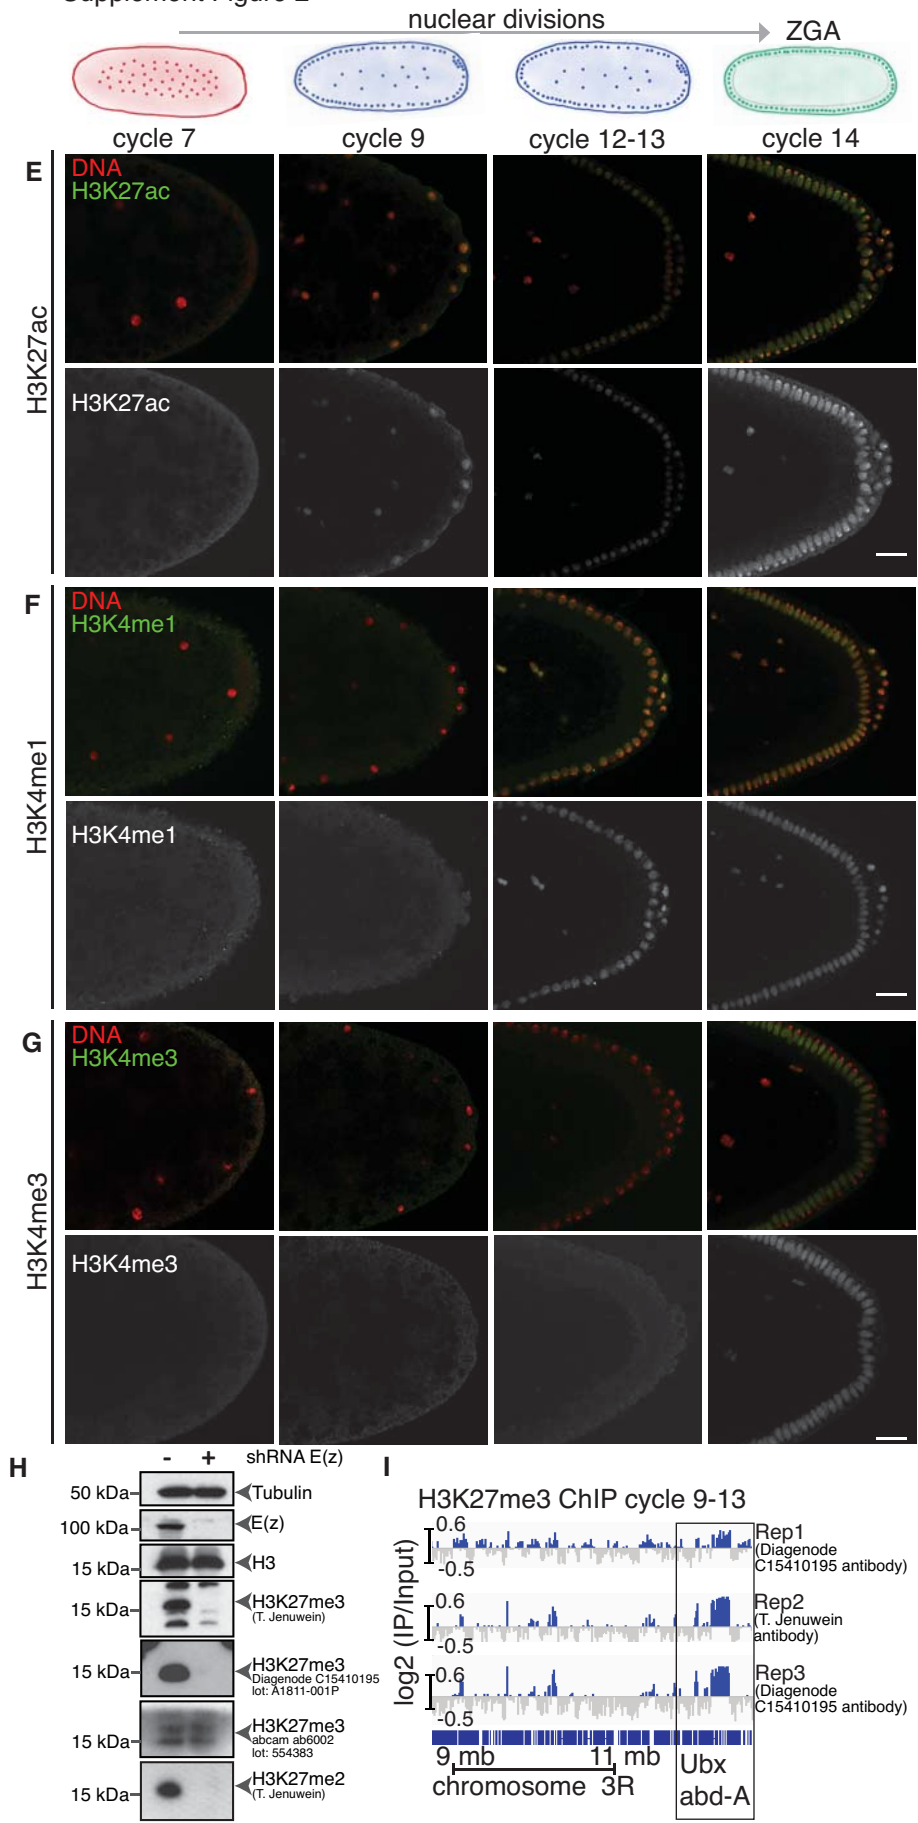 Supplement Figure 2
nuclear divisions
ZGA
cycle 7
cycle 9
cycle 12-13
cycle 14
E
H3K27ac
DNA
H3K27ac
H3K27ac
F
H3K4me1
DNA
H3K4me1
H3K4me1
G
H3K4me3
DNA
H3K4me3
H3K4me3
H
- + shRNA E(z)
50 kDa Tubulin
100 kDa E(z)
15 kDa H3
15 kDa H3K27me3
(T. Jenuwein)
15 kDa H3K27me3
Diagenode C15410195
lot: A1811-001P
15 kDa H3K27me3
abcam ab6002
lot: 554383
15 kDa H3K27me2
(T. Jenuwein)
I
H3K27me3 ChIP cycle 9-13
log2 (IP/Input)
0.6
-0.5
Rep1
(Diagenode
C15410195 antibody)
0.6
-0.5
Rep2
(T. Jenuwein
antibody)
0.6
-0.5
Rep3
(Diagenode
C15410195 antibody)
9 mb 11 mb
chromosome 3R
Ubx
abd-A